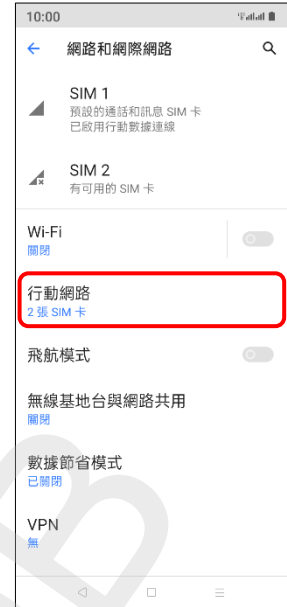 10:00
網路和網際網路
SIM 1
預設的通話和訊息 SIM 卡
已啟用行動數據連線
SIM 2
有可用的 SIM 卡
Wi-Fi
關閉
行動網路
2 張 SIM 卡
飛航模式
無線基地台與網路共用
關閉
數據節省模式
已關閉
VPN
無